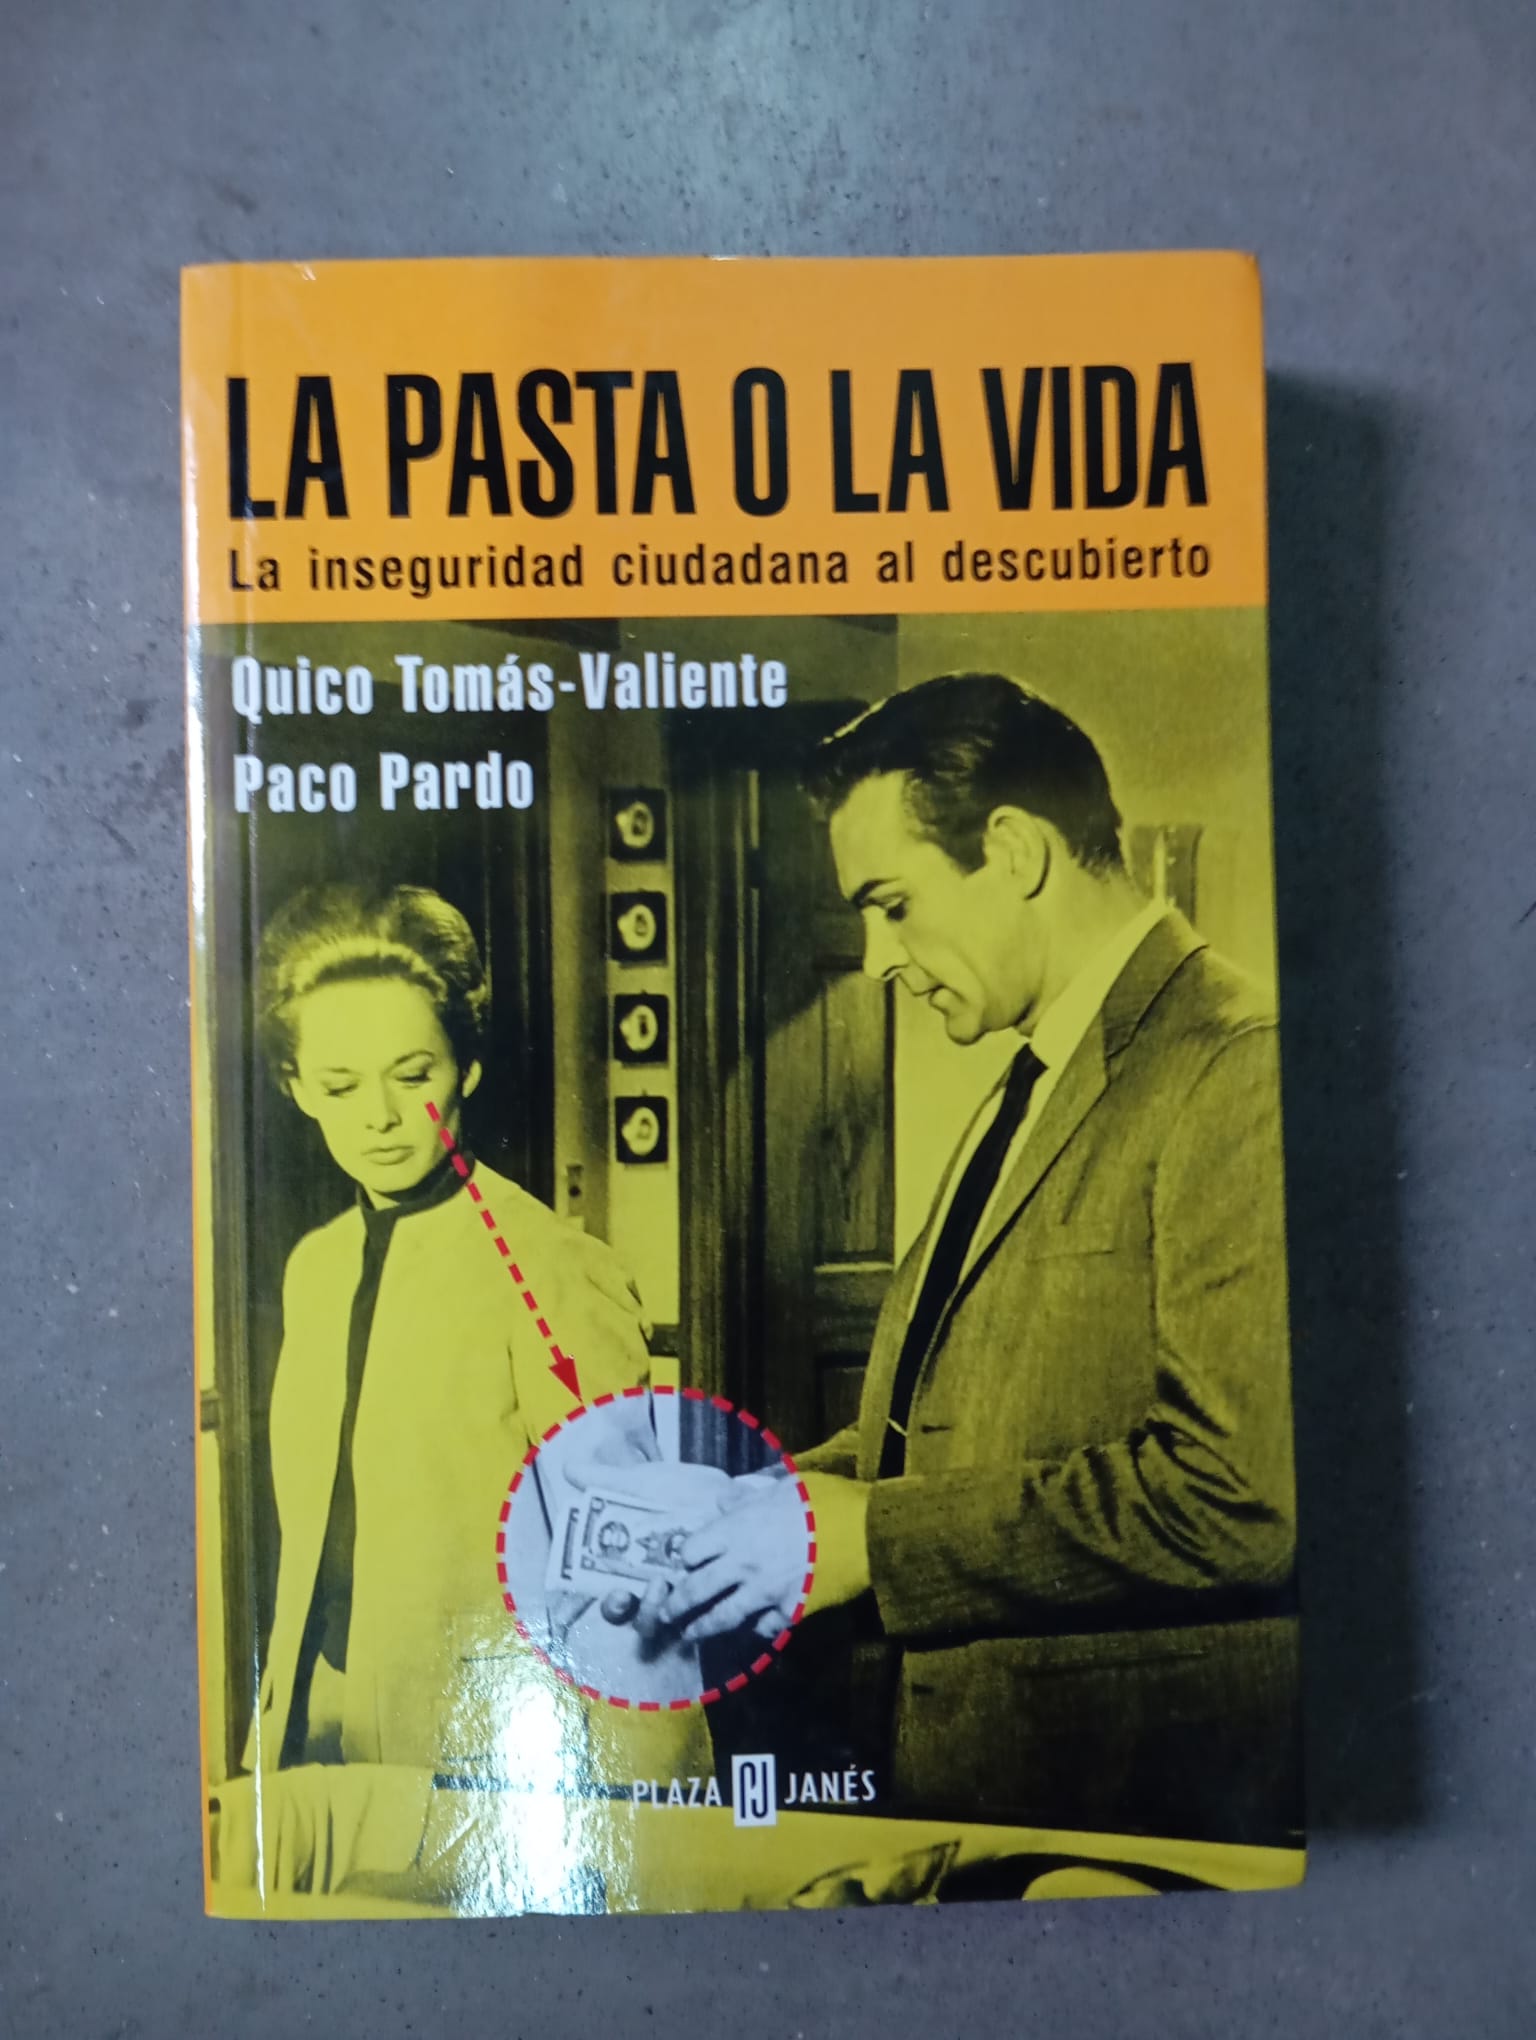 LA PASTA O LA VIDA
La inseguridad ciudadana al descubierto
Quico Tomás-Valiente
Paco Pardo
PLAZA PJ JANÉS